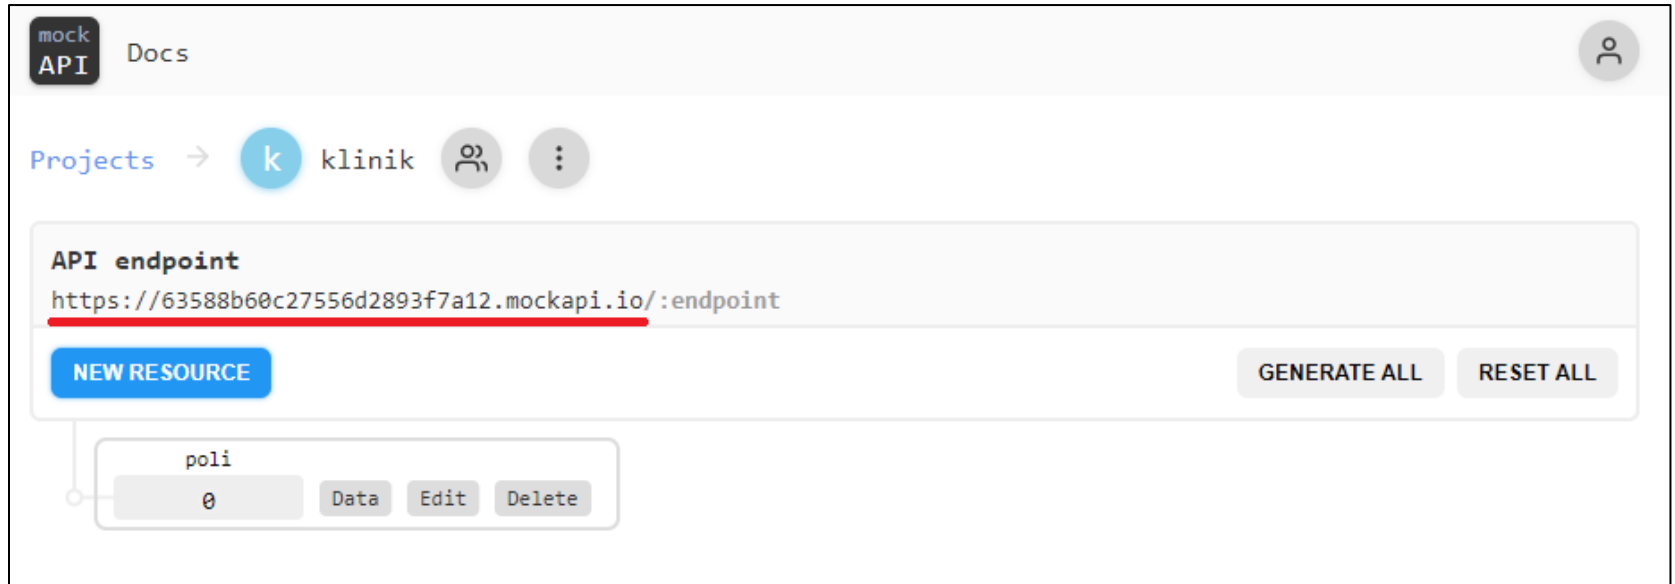 mock
API
Docs
Projects → k klinik
API endpoint
https://63588b60c27556d2893f7a12.mockapi.io/:endpoint
NEW RESOURCE GENERATE ALL RESET ALL
poli
0 Data Edit Delete